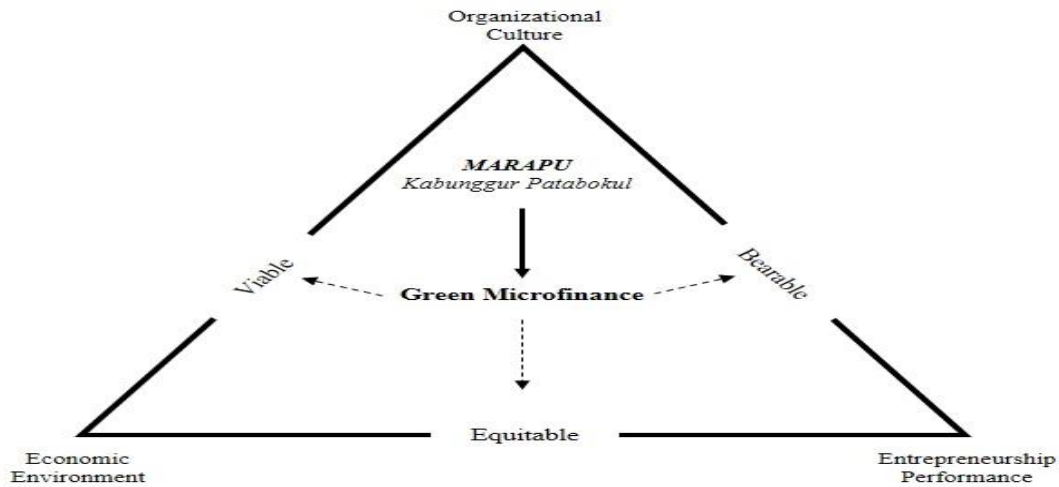 Organizational
Culture
MARAPU
Kabunggur Patabokul
Viable
Bearable
Green Microfinance
Equitable
Economic
Environment
Entrepreneurship
Performance